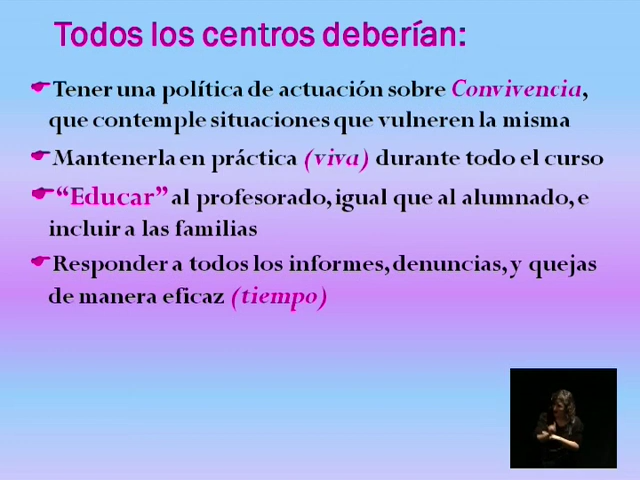 Todos los centros deberían:
Tener una política de actuación sobre Convivencia,
que contemple situaciones que vulneren la misma
Mantenerla en práctica (viva) durante todo el curso
“Educar” al profesorado, igual que al alumnado, e
incluir a las familias
Responder a todos los informes, denuncias, y quejas
de manera eficaz (tiempo)